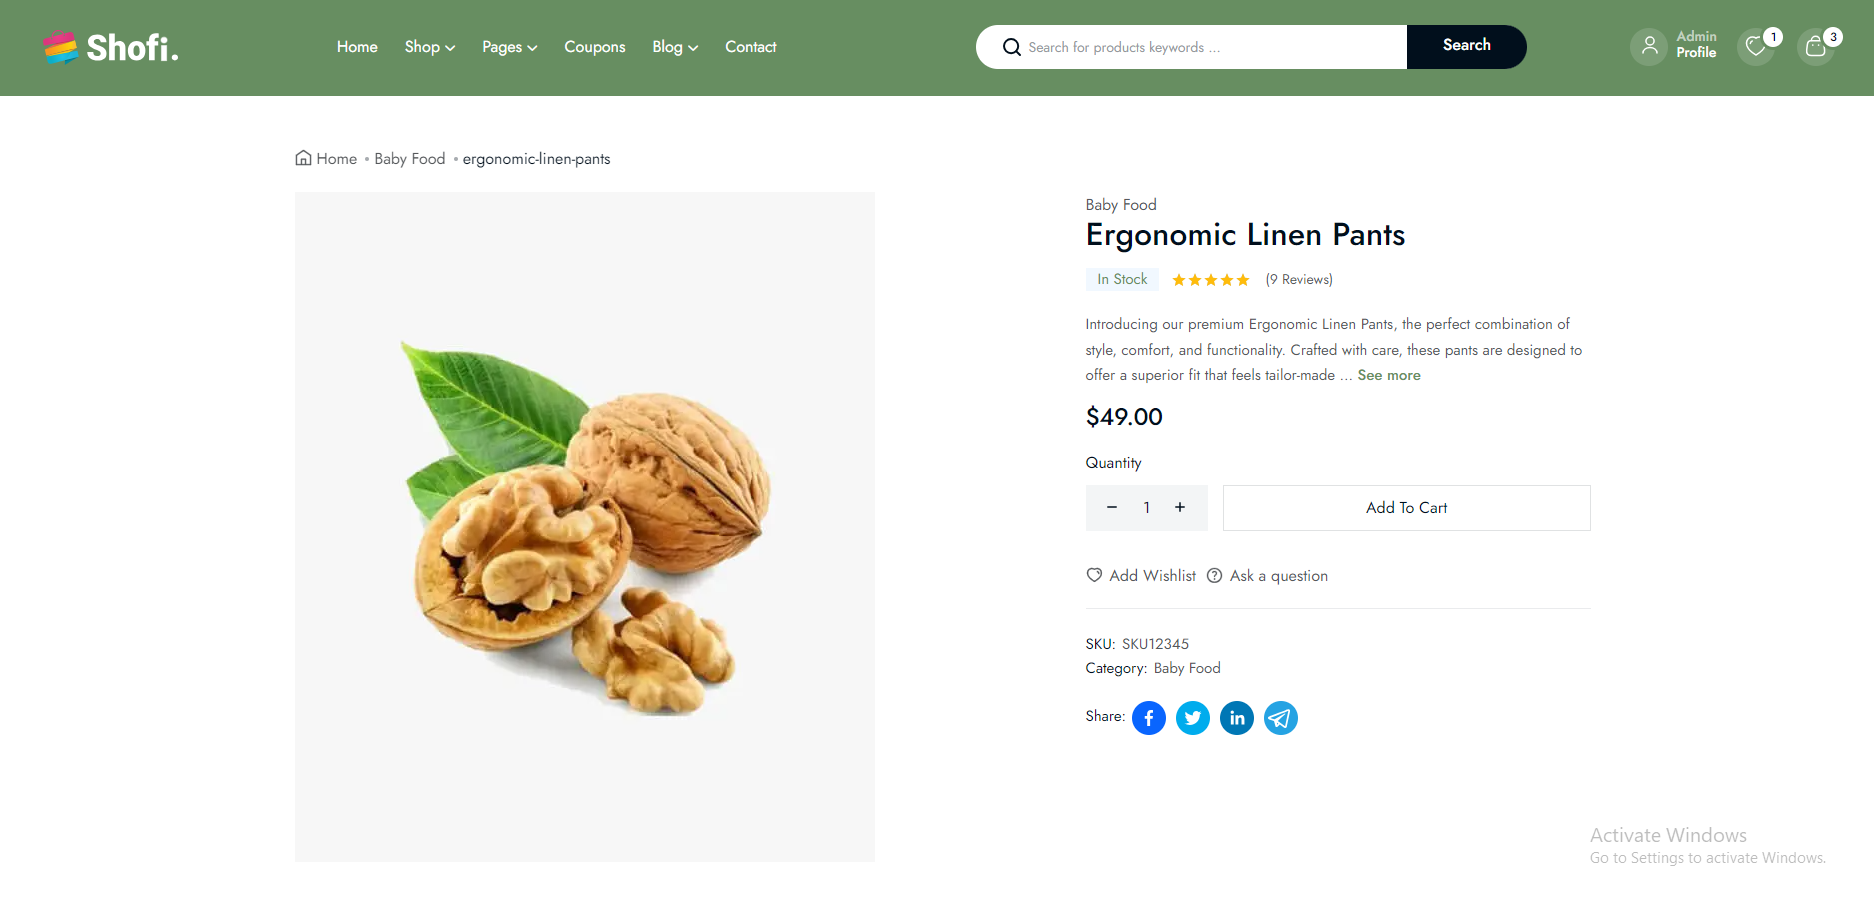 Shofi.
Home Shop Pages Coupons Blog Contact
Search for products keywords ...
Search
Admin
Profile
1
3
Home • Baby Food • ergonomic-linen-pants
Baby Food
Ergonomic Linen Pants
In Stock (9 Reviews)
Introducing our premium Ergonomic Linen Pants, the perfect combination of
style, comfort, and functionality. Crafted with care, these pants are designed to
offer a superior fit that feels tailor-made ... See more
$49.00
Quantity
− 1 + Add To Cart
Add Wishlist Ask a question
SKU: SKU12345
Category: Baby Food
Share: f in
Activate Windows
Go to Settings to activate Windows.